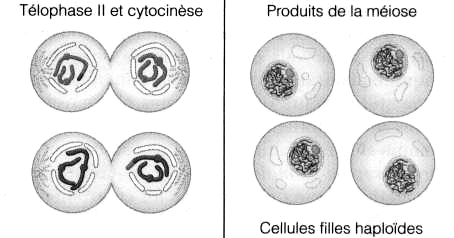 Télophase II et cytocinèse
Produits de la méiose
Cellules filles haploïdes